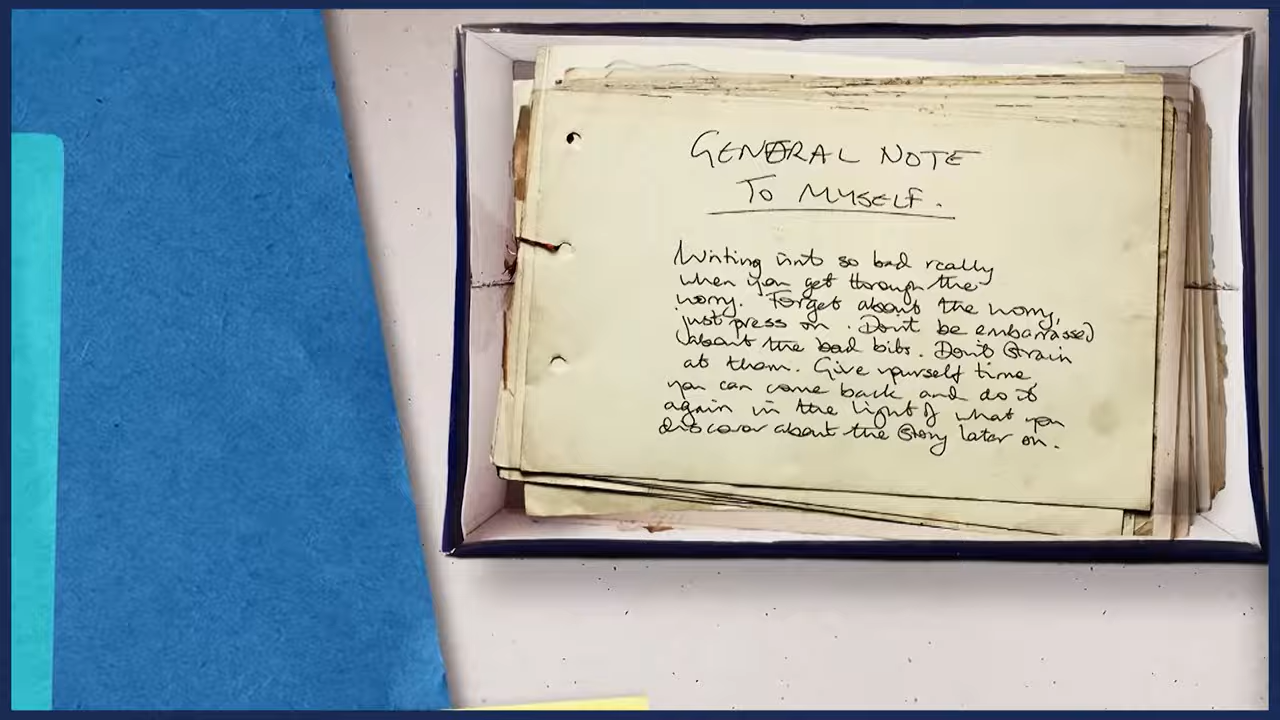 GENERAL NOTE
TO MYSELF.
Writing isn't so bad really
when you get through the
worry. Forget about the worry,
just press on. Don't be embarrassed
about the bad bits. Don't strain
at them. Give yourself time
you can come back and do it
again in the light of what you
discover about the story later on.